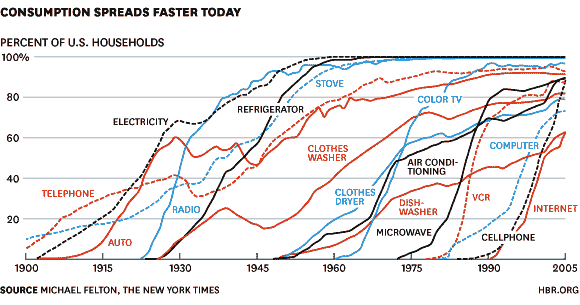 CONSUMPTION SPREADS FASTER TODAY
PERCENT OF U.S. HOUSEHOLDS
100%
80
60
40
20
STOVE
ELECTRICITY
REFRIGERATOR
COLOR TV
CLOTHES
WASHER
COMPUTER
AIR CONDI-
TIONING
TELEPHONE
CLOTHES
DRYER
DISH-
WASHER
VCR
RADIO
INTERNET
MICROWAVE
CELLPHONE
AUTO
1900
1915
1930
1945
1960
1975
1990
2005
SOURCE MICHAEL FELTON, THE NEW YORK TIMES
HBR.ORG